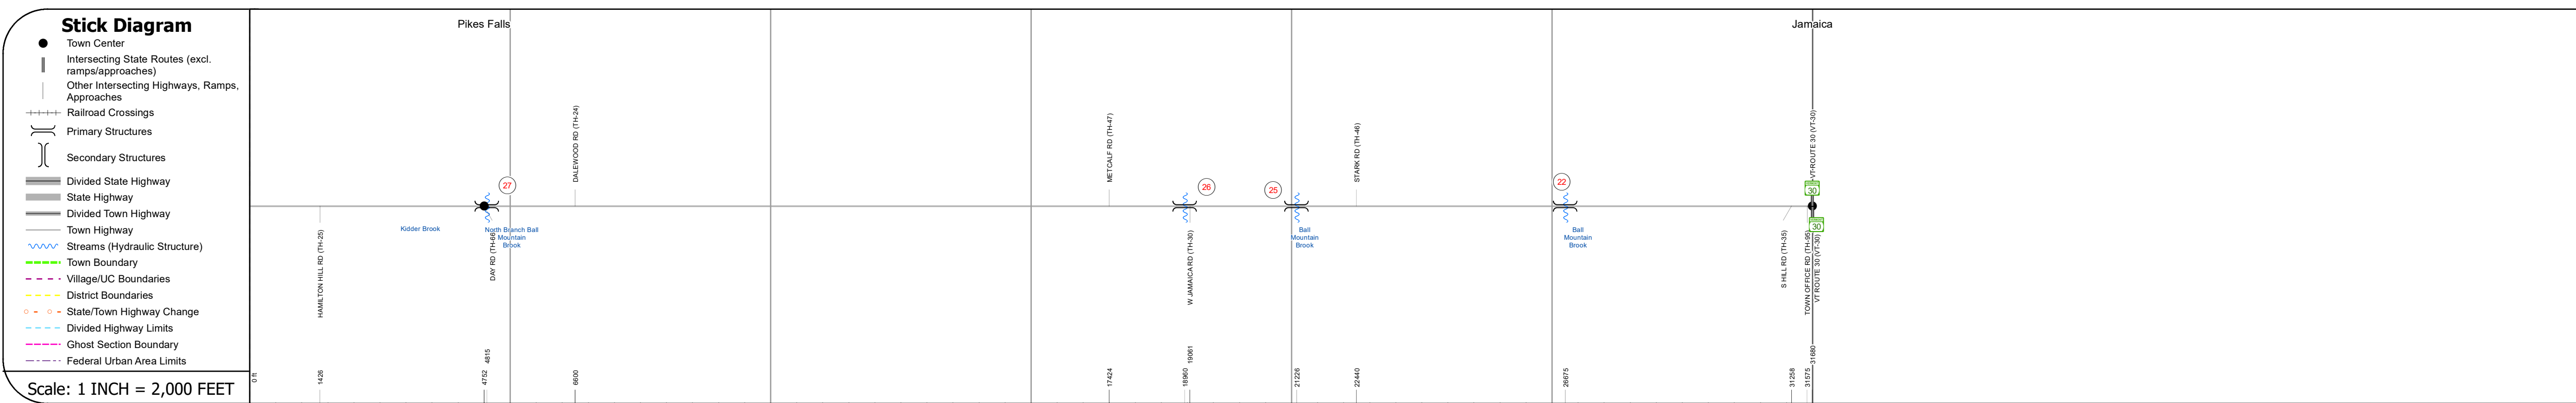 Stick Diagram
Town Center
Intersecting State Routes (excl.
ramps/approaches)
Other Intersecting Highways, Ramps,
Approaches
Railroad Crossings
Primary Structures
Secondary Structures
Divided State Highway
State Highway
Divided Town Highway
Town Highway
Streams (Hydraulic Structure)
Town Boundary
Village/UC Boundaries
District Boundaries
State/Town Highway Change
Divided Highway Limits
Ghost Section Boundary
Federal Urban Area Limits
Scale: 1 INCH = 2,000 FEET
Pikes Falls
Jamaica
DALEWOOD RD (TH-24)
METCALF RD (TH-47)
STARK RD (TH-46)
VT ROUTE 30 (VT-30)
27
26
25
22
30
30
HAMILTON HILL RD (TH-25)
Kidder Brook
North Branch Ball
Mountain
Brook
DAY RD (TH-66)
W JAMAICA RD (TH-30)
Ball
Mountain
Brook
Ball
Mountain
Brook
S HILL RD (TH-35)
TOWN OFFICE RD (TH-95)
VT ROUTE 30 (VT-30)
0 ft
1426
4752
4815
6600
17424
18960
19061
21226
22440
26675
31258
31575
31680